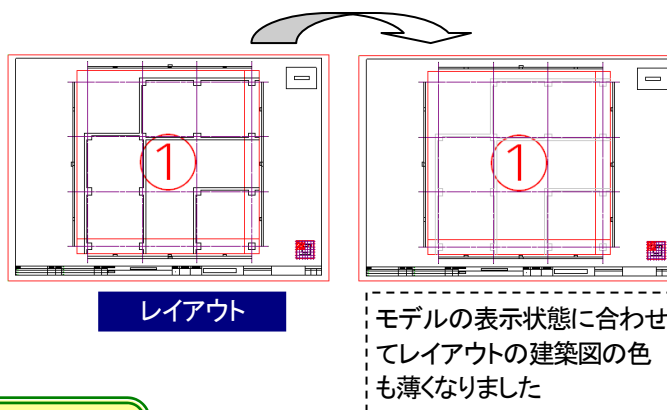 ①
①
レイアウト
モデルの表示状態に合わせ
てレイアウトの建築図の色
も薄くなりました